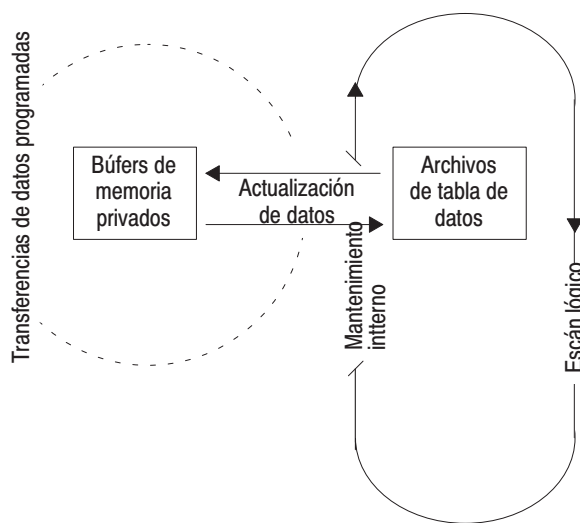 Transferencias de datos programadas
Búfers de
memoria
privados
Actualización
de datos
Archivos
de tabla de
datos
Mantenimiento
intterno
Escán lógico